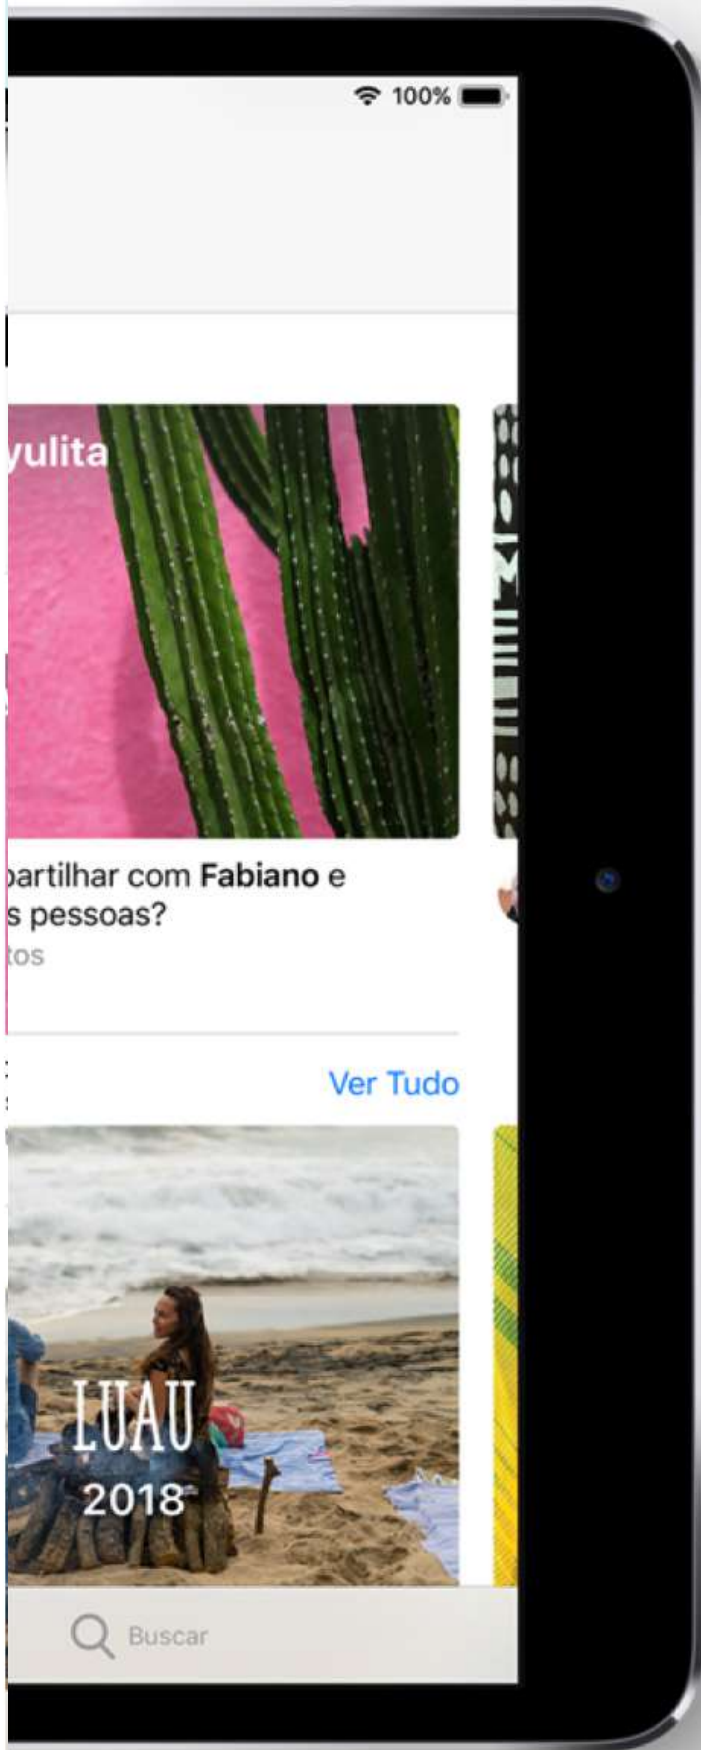 100%
yulita
partilhar com Fabiano e
s pessoas?
tos
Ver Tudo
LUAU
2018
Buscar